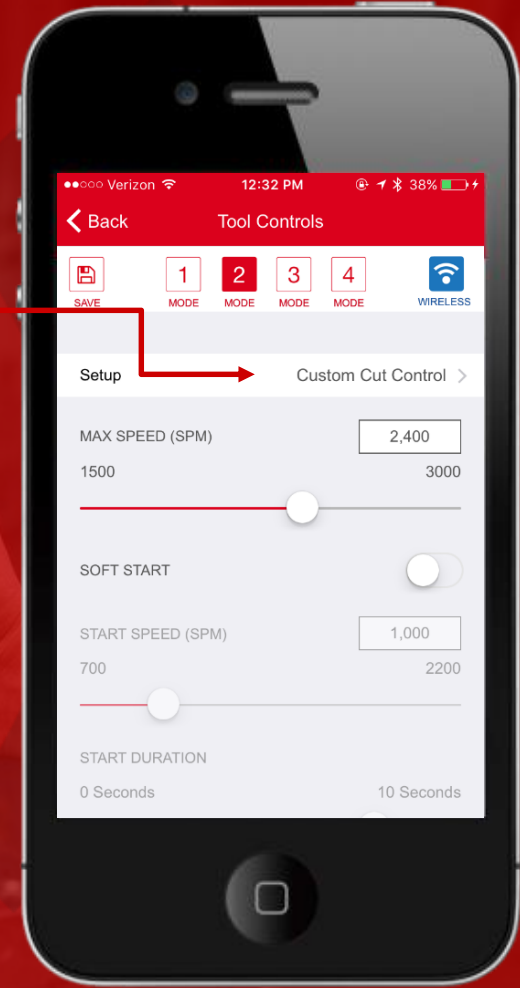 Verizon 12:32 PM 38%
Back Tool Controls
1 2 3 4
SAVE MODE MODE MODE MODE WIRELESS
Setup Custom Cut Control
MAX SPEED (SPM) 2,400
1500 3000
SOFT START
START SPEED (SPM) 1,000
700 2200
START DURATION
0 Seconds 10 Seconds